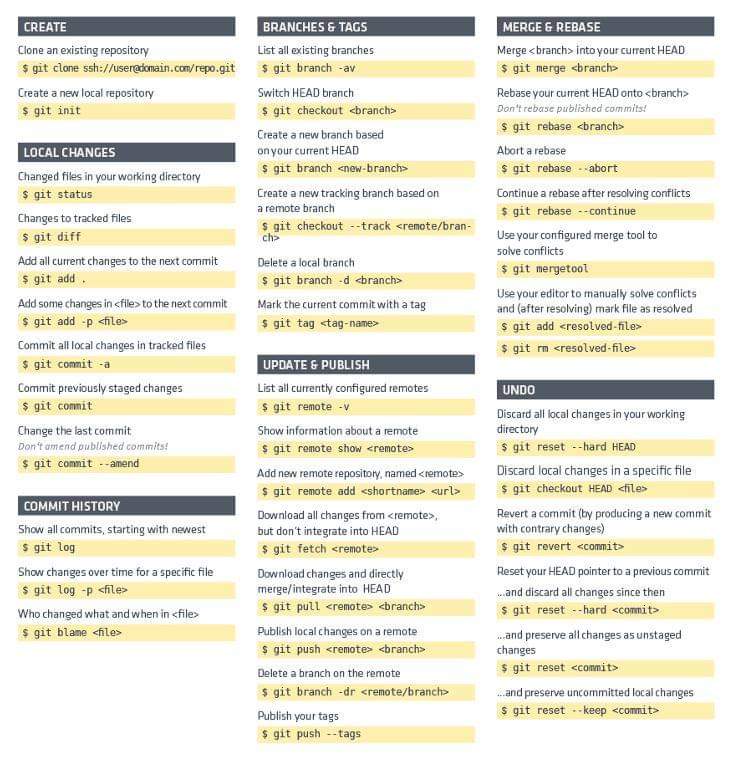 CREATE
Clone an existing repository
$ git clone ssh://user@domain.com/repo.git
Create a new local repository
$ git init
LOCAL CHANGES
Changed files in your working directory
$ git status
Changes to tracked files
$ git diff
Add all current changes to the next commit
$ git add .
Add some changes in <file> to the next commit
$ git add -p <file>
Commit all local changes in tracked files
$ git commit -a
Commit previously staged changes
$ git commit
Change the last commit
Don't amend published commits!
$ git commit --amend
COMMIT HISTORY
Show all commits, starting with newest
$ git log
Show changes over time for a specific file
$ git log -p <file>
Who changed what and when in <file>
$ git blame <file>
BRANCHES & TAGS
List all existing branches
$ git branch -av
Switch HEAD branch
$ git checkout <branch>
Create a new branch based
on your current HEAD
$ git branch <new-branch>
Create a new tracking branch based on
a remote branch
$ git checkout --track <remote/bran-
ch>
Delete a local branch
$ git branch -d <branch>
Mark the current commit with a tag
$ git tag <tag-name>
UPDATE & PUBLISH
List all currently configured remotes
$ git remote -v
Show information about a remote
$ git remote show <remote>
Add new remote repository, named <remote>
$ git remote add <shortname> <url>
Download all changes from <remote>,
but don't integrate into HEAD
$ git fetch <remote>
Download changes and directly
merge/integrate into HEAD
$ git pull <remote> <branch>
Publish local changes on a remote
$ git push <remote> <branch>
Delete a branch on the remote
$ git branch -dr <remote/branch>
Publish your tags
$ git push --tags
MERGE & REBASE
Merge <branch> into your current HEAD
$ git merge <branch>
Rebase your current HEAD onto <branch>
Don't rebase published commits!
$ git rebase <branch>
Abort a rebase
$ git rebase --abort
Continue a rebase after resolving conflicts
$ git rebase --continue
Use your configured merge tool to
solve conflicts
$ git mergetool
Use your editor to manually solve conflicts
and (after resolving) mark file as resolved
$ git add <resolved-file>
$ git rm <resolved-file>
UNDO
Discard all local changes in your working
directory
$ git reset --hard HEAD
Discard local changes in a specific file
$ git checkout HEAD <file>
Revert a commit (by producing a new commit
with contrary changes)
$ git revert <commit>
Reset your HEAD pointer to a previous commit
...and discard all changes since then
$ git reset --hard <commit>
...and preserve all changes as unstaged
changes
$ git reset <commit>
...and preserve uncommitted local changes
$ git reset --keep <commit>